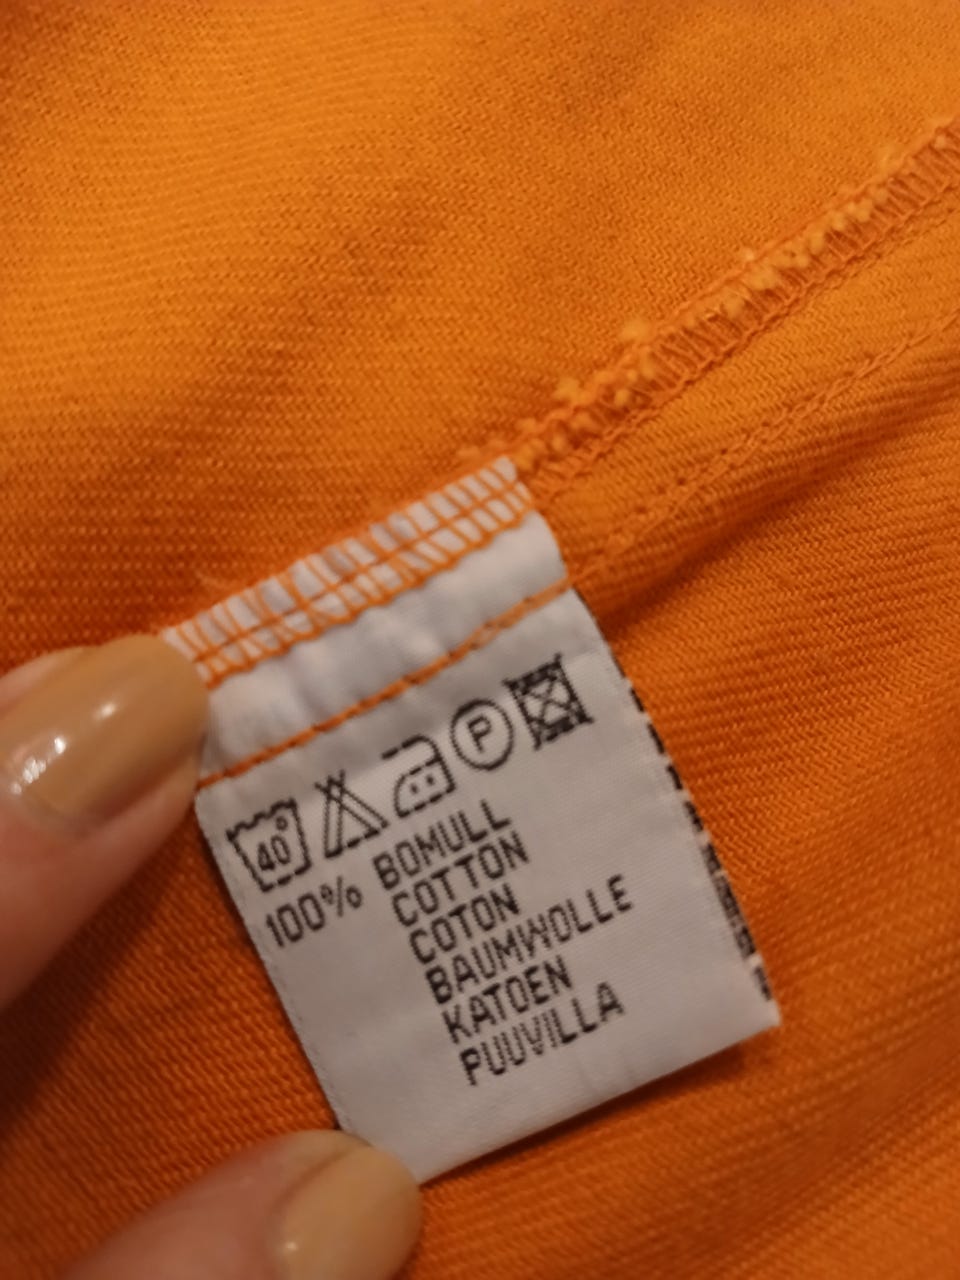 40° P
100% BOMULL
COTTON
COTON
BAUMWOLLE
KATOEN
PUUVILLA